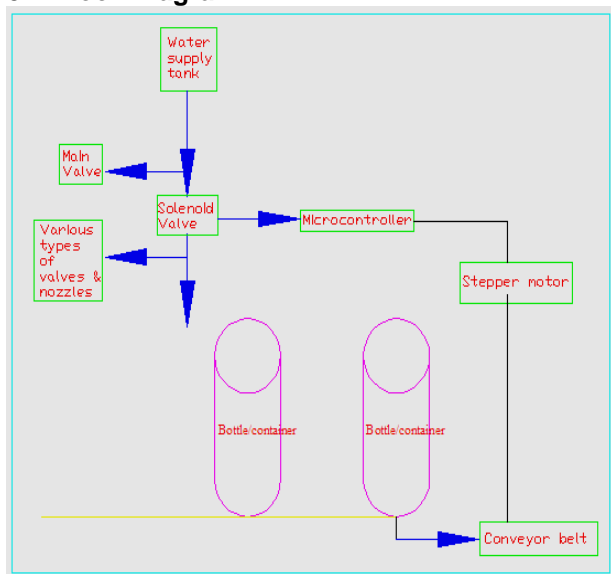 Water
supply
tank
Main
Valve
Solenoid
Valve
Microcontroller
Various
types
of
valves &
nozzles
Stepper motor
Bottle/container
Bottle/container
Conveyor belt